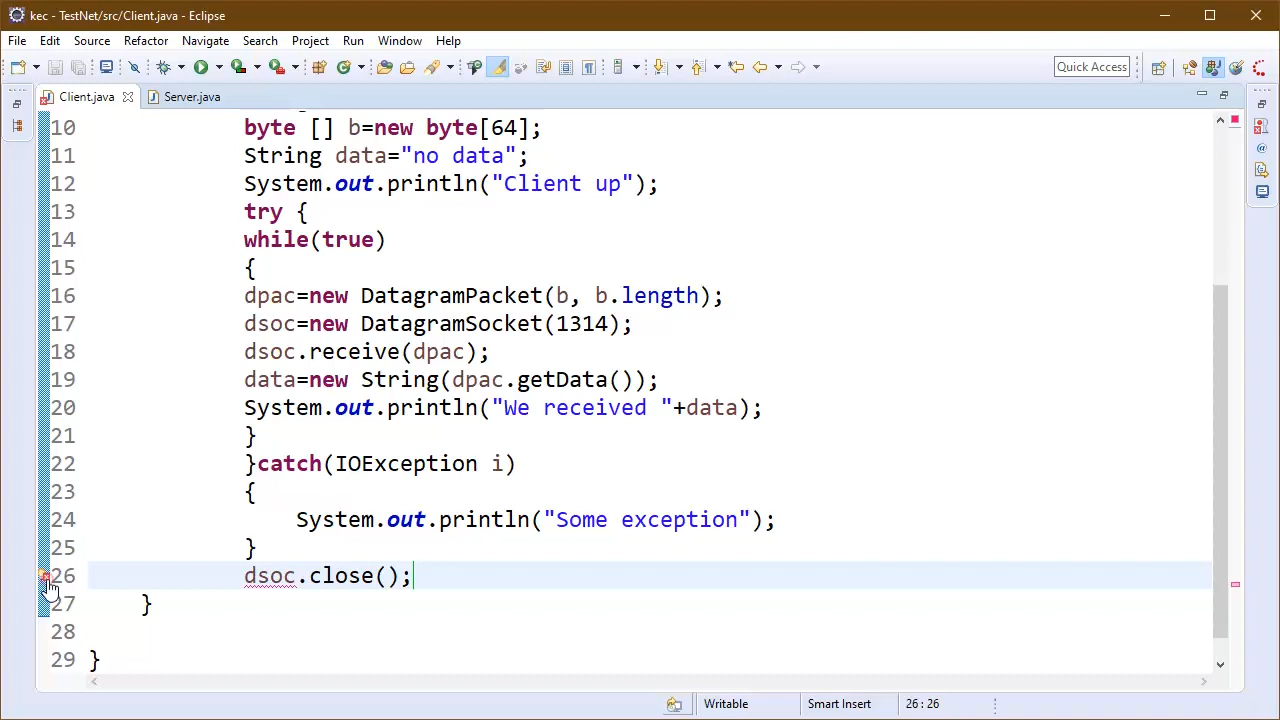 kec - TestNet/src/Client.java - Eclipse
File Edit Source Refactor Navigate Search Project Run Window Help
Quick Access
Client.java Server.java
10 byte [] b=new byte[64];
11 String data="no data";
12 System.out.println("Client up");
13 try {
14 while(true)
15 {
16 dpac=new DatagramPacket(b, b.length);
17 dsoc=new DatagramSocket(1314);
18 dsoc.receive(dpac);
19 data=new String(dpac.getData());
20 System.out.println("We received "+data);
21 }
22 }catch(IOException i)
23 {
24 System.out.println("Some exception");
25 }
26 dsoc.close();
27 }
28
29 }
Writable Smart Insert 26 : 26